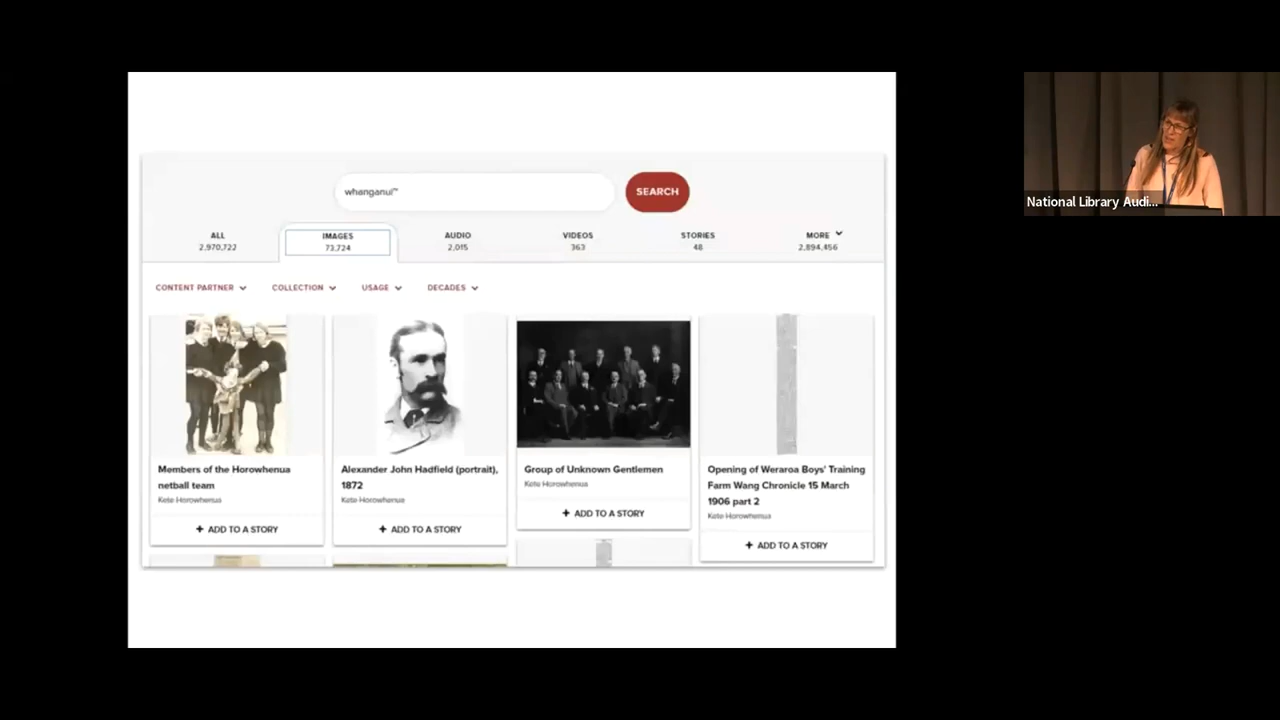 whanganui~
SEARCH
ALL
2,970,722
IMAGES
73,724
AUDIO
2,015
VIDEOS
363
STORIES
48
MORE
2,894,456
CONTENT PARTNER
COLLECTION
USAGE
DECADES
Members of the Horowhenua
netball team
Kete Horowhenua
+ ADD TO A STORY
Alexander John Hadfield (portrait),
1872
Kete Horowhenua
+ ADD TO A STORY
Group of Unknown Gentlemen
Kete Horowhenua
+ ADD TO A STORY
Opening of Weraroa Boys' Training
Farm Wang Chronicle 15 March
1906 part 2
Kete Horowhenua
+ ADD TO A STORY
National Library Audi...